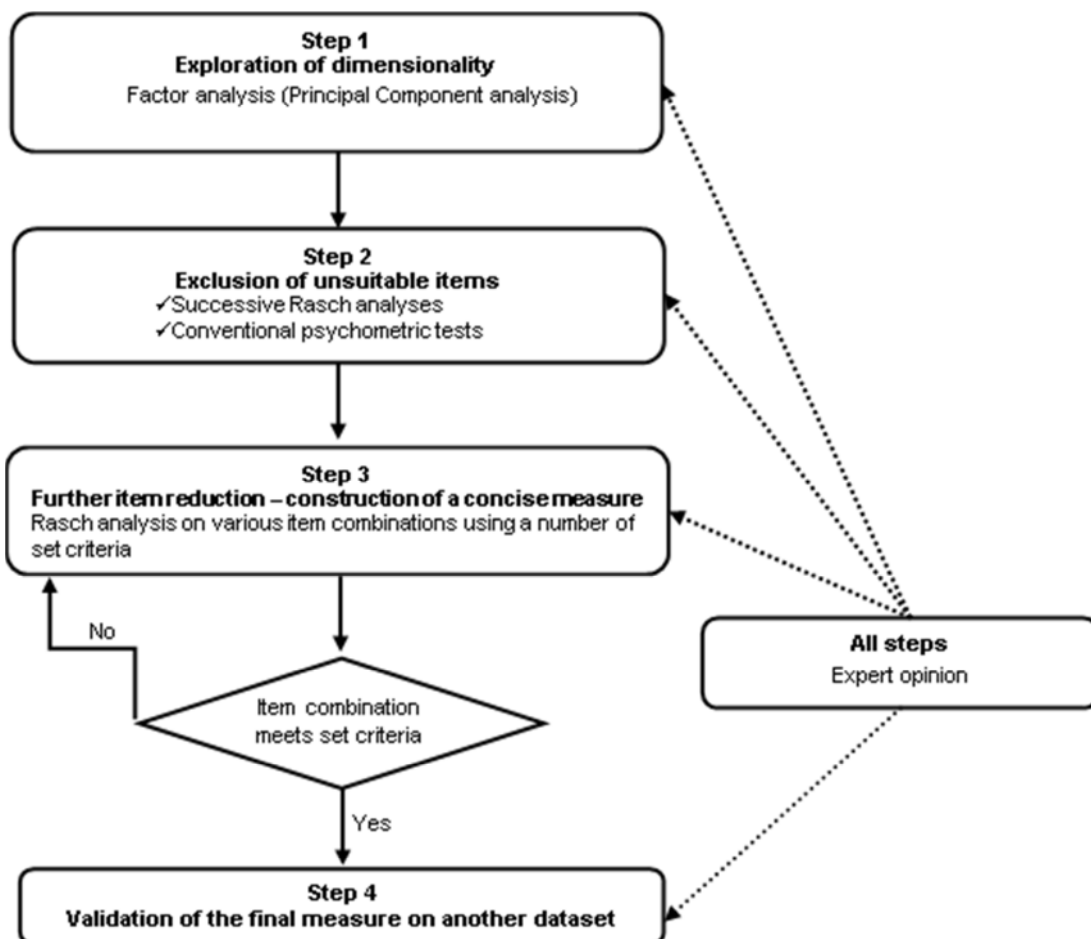 Step 1
Exploration of dimensionality
Factor analysis (Principal Component analysis)
Step 2
Exclusion of unsuitable items
✓Successive Rasch analyses
✓Conventional psychometric tests
Step 3
Further item reduction – construction of a concise measure
Rasch analysis on various item combinations using a number of
set criteria
No
Item combination
meets set criteria
Yes
All steps
Expert opinion
Step 4
Validation of the final measure on another dataset